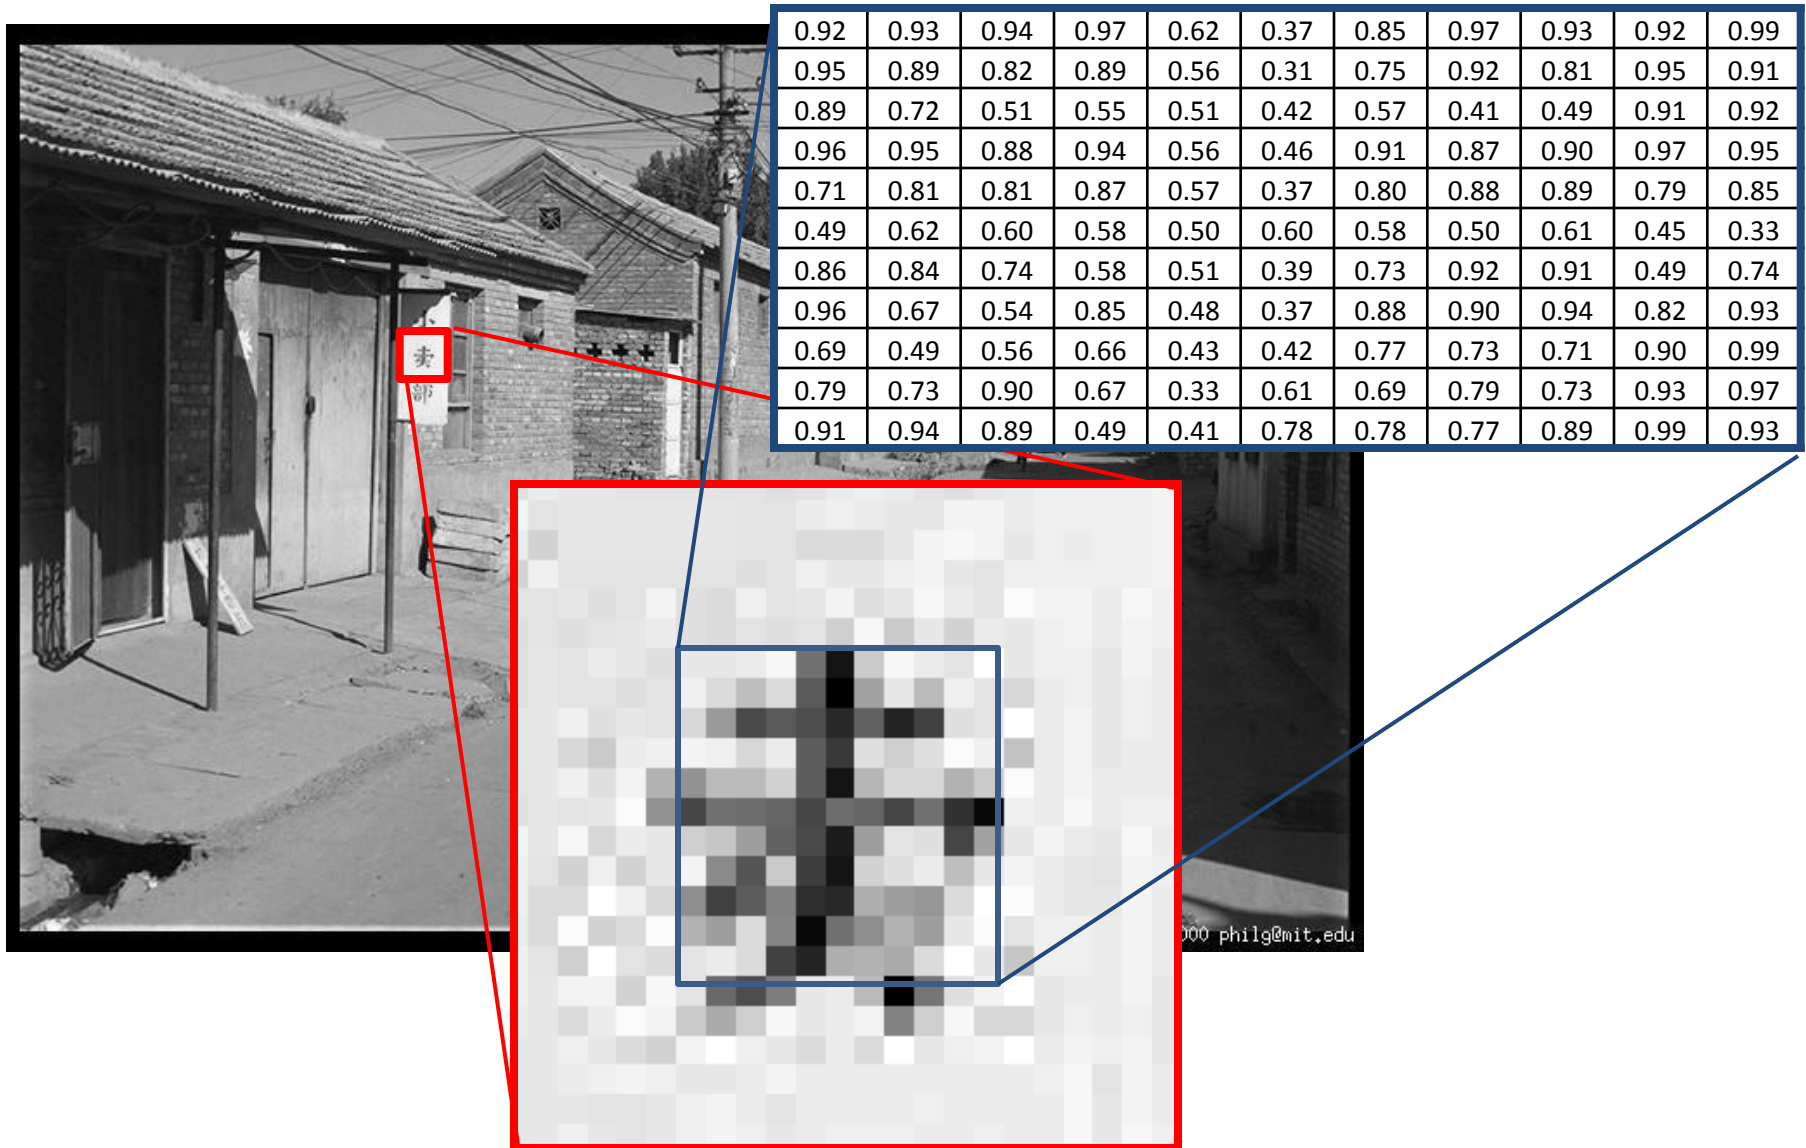 0.92 0.93 0.94 0.97 0.62 0.37 0.85 0.97 0.93 0.92 0.99
0.95 0.89 0.82 0.89 0.56 0.31 0.75 0.92 0.81 0.95 0.91
0.89 0.72 0.51 0.55 0.51 0.42 0.57 0.41 0.49 0.91 0.92
0.96 0.95 0.88 0.94 0.56 0.46 0.91 0.87 0.90 0.97 0.95
0.71 0.81 0.81 0.87 0.57 0.37 0.80 0.88 0.89 0.79 0.85
0.49 0.62 0.60 0.58 0.50 0.60 0.58 0.50 0.61 0.45 0.33
0.86 0.84 0.74 0.58 0.51 0.39 0.73 0.92 0.91 0.49 0.74
0.96 0.67 0.54 0.85 0.48 0.37 0.88 0.90 0.94 0.82 0.93
0.69 0.49 0.56 0.66 0.43 0.42 0.77 0.73 0.71 0.90 0.99
0.79 0.73 0.90 0.67 0.33 0.61 0.69 0.79 0.73 0.93 0.97
0.91 0.94 0.89 0.49 0.41 0.78 0.78 0.77 0.89 0.99 0.93
卖
部
000 philg@mit.edu